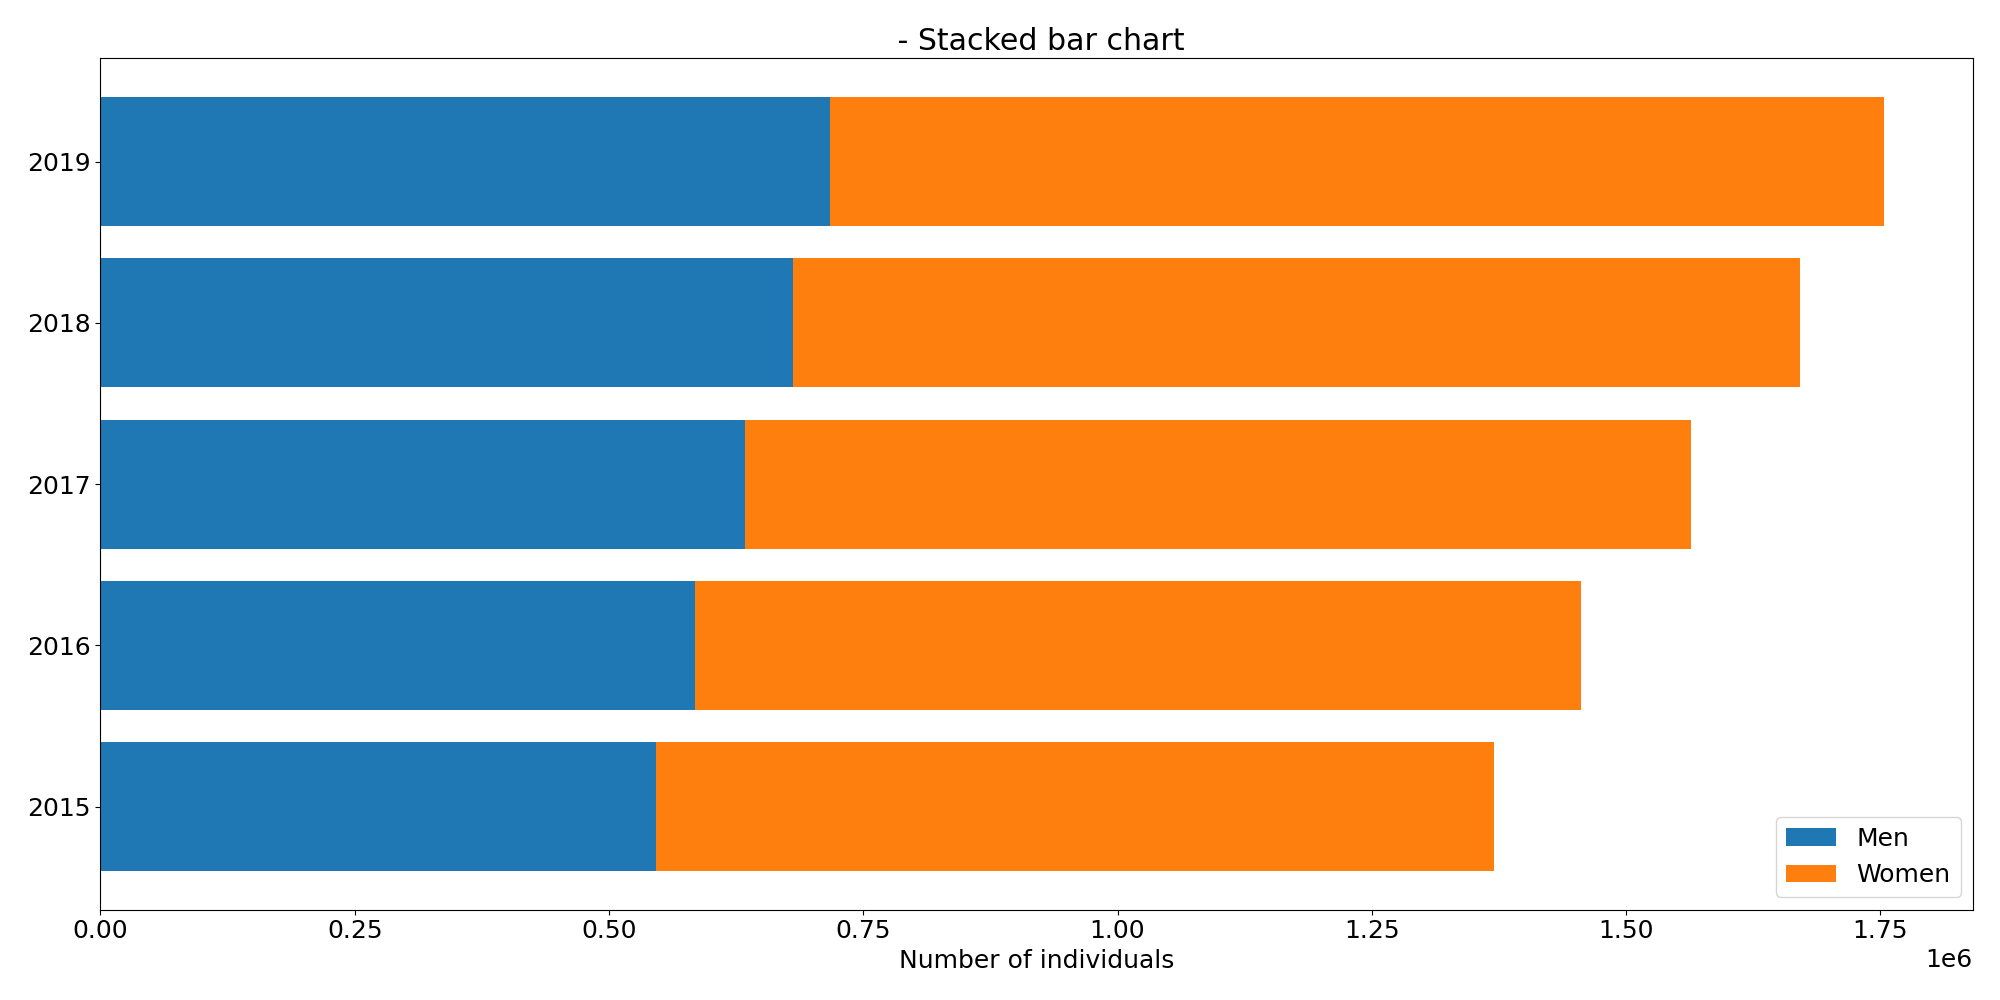 - Stacked bar chart
2019
2018
2017
2016
2015
Men
Women
0.00 0.25 0.50 0.75 1.00 1.25 1.50 1.75
Number of individuals
1e6